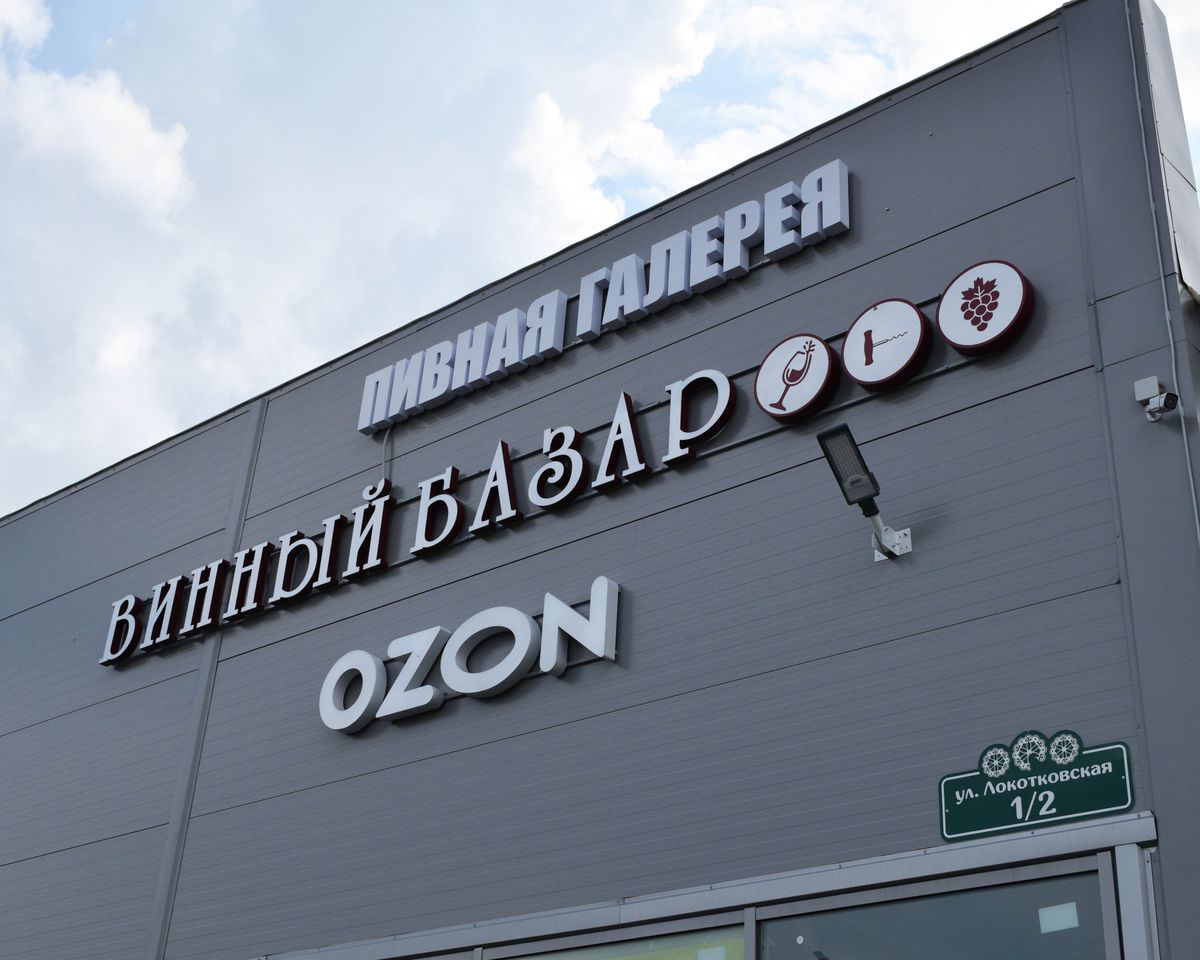 ПИВНАЯ ГАЛЕРЕЯ
ВИННЫЙ БАЗАР
OZON
ул. Локотковская
1/2